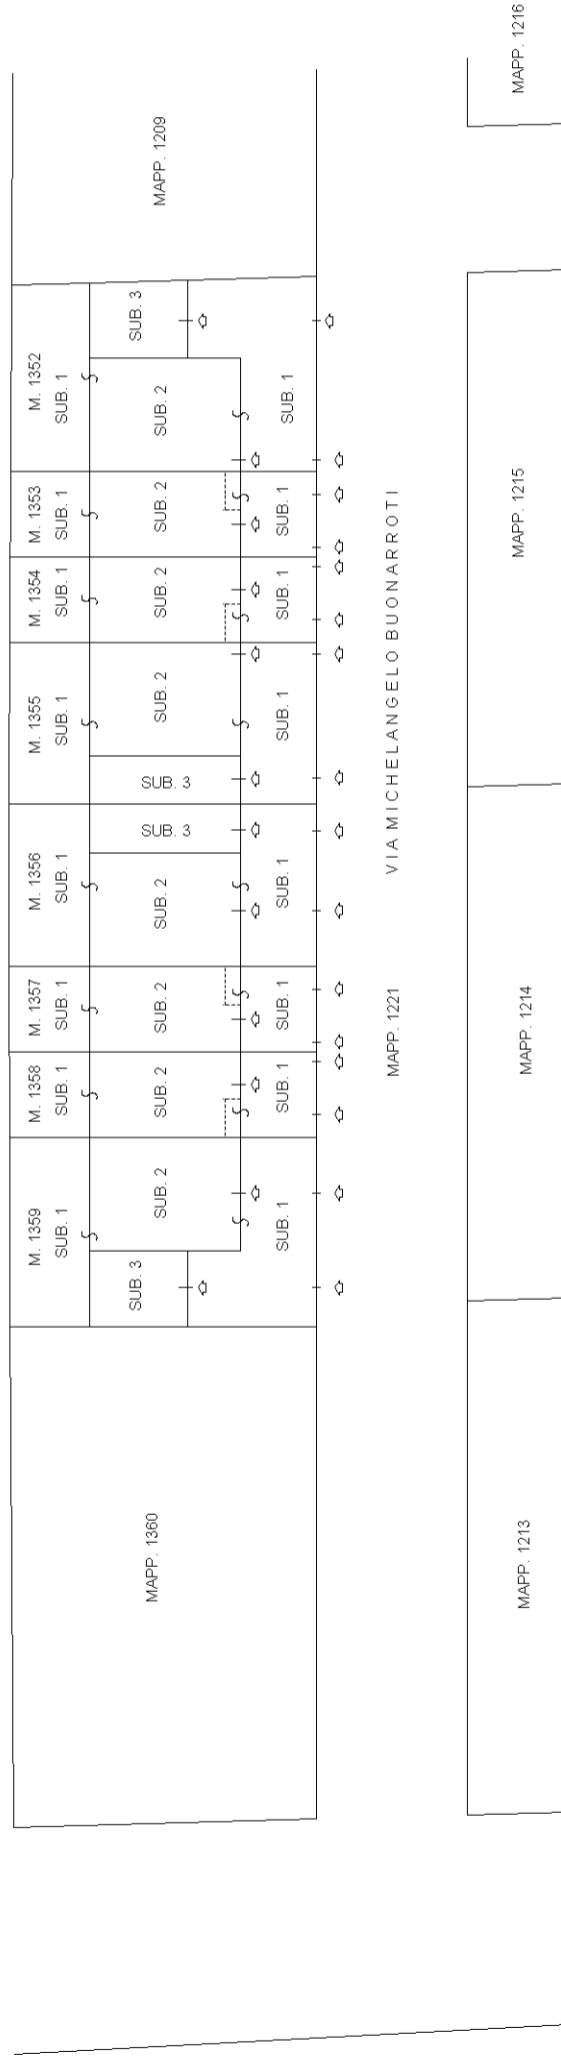 MAPP. 1216
MAPP. 1209
M. 1352
SUB. 1
SUB. 3
SUB. 2
SUB. 1
M. 1353
SUB. 1
SUB. 2
SUB. 1
M. 1354
SUB. 1
SUB. 2
SUB. 1
M. 1355
SUB. 1
SUB. 2
SUB. 1
SUB. 3
SUB. 3
M. 1356
SUB. 1
SUB. 2
SUB. 1
M. 1357
SUB. 1
SUB. 2
SUB. 1
M. 1358
SUB. 1
SUB. 2
SUB. 1
M. 1359
SUB. 1
SUB. 2
SUB. 1
SUB. 3
MAPP. 1360
VIA MICHELANGELO BUONARROTI
MAPP. 1221
MAPP. 1215
MAPP. 1214
MAPP. 1213